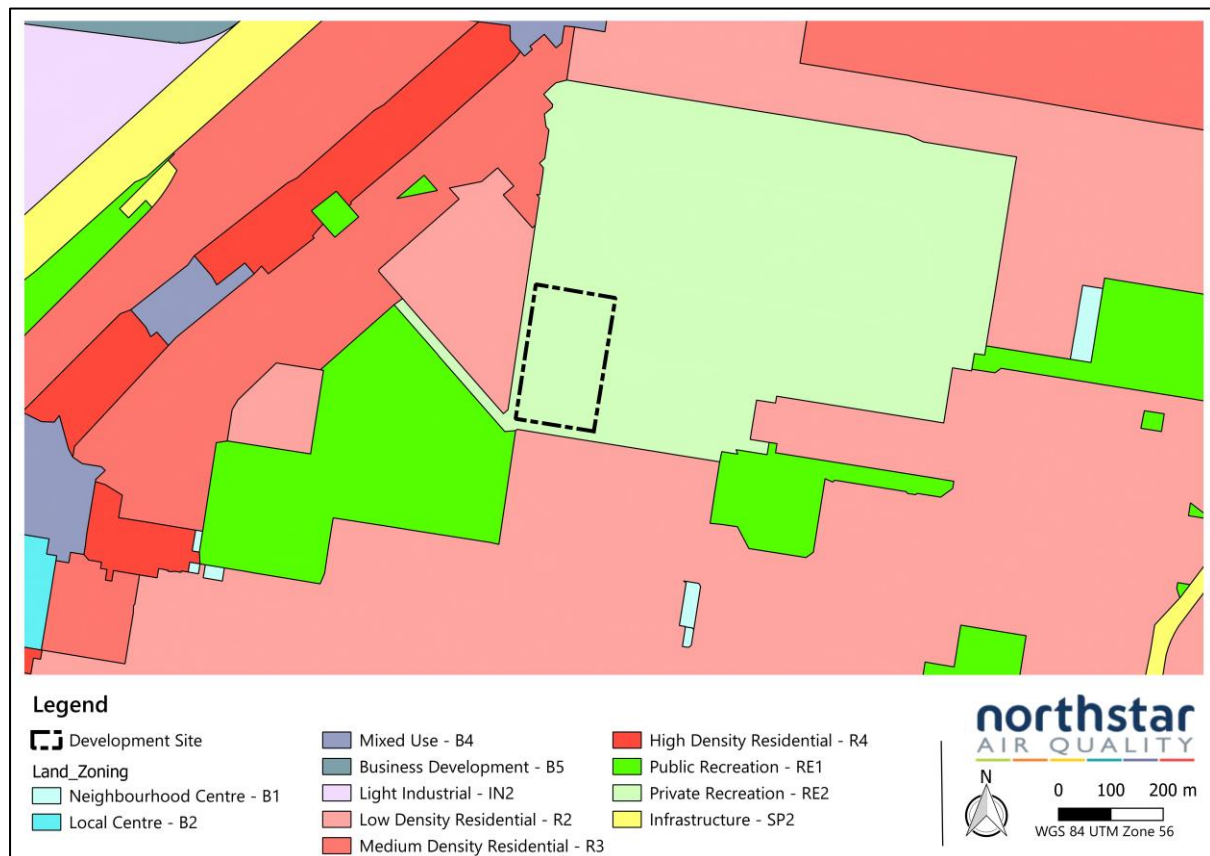 Legend
Development Site
Land_Zoning
Neighbourhood Centre - B1
Local Centre - B2
Mixed Use - B4
Business Development - B5
Light Industrial - IN2
Low Density Residential - R2
Medium Density Residential - R3
High Density Residential - R4
Public Recreation - RE1
Private Recreation - RE2
Infrastructure - SP2
northstar
AIR QUALITY
N
0 100 200 m
WGS 84 UTM Zone 56